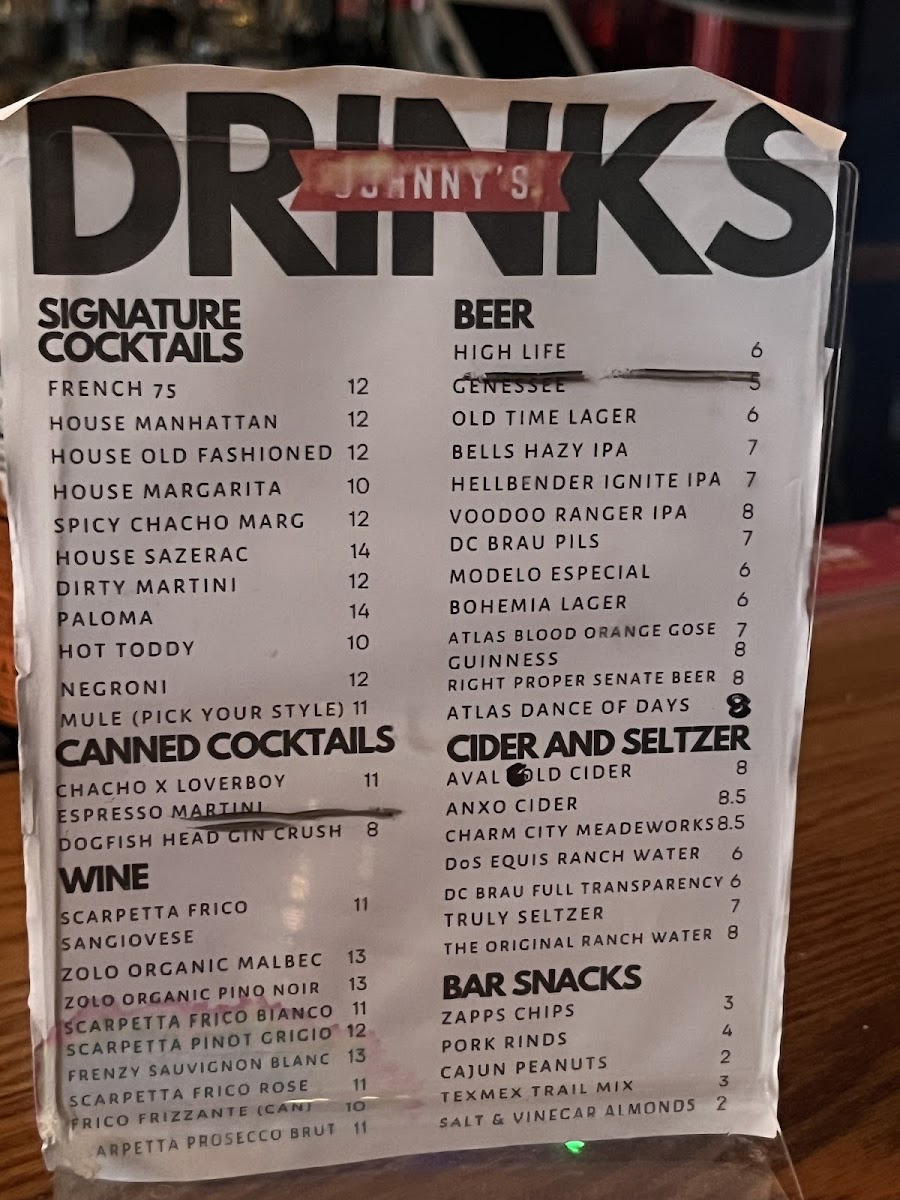 DRINKS
JOHNNY'S
SIGNATURE
COCKTAILS
FRENCH 75 12
HOUSE MANHATTAN 12
HOUSE OLD FASHIONED 12
HOUSE MARGARITA 10
SPICY CHACHO MARG 12
HOUSE SAZERAC 14
DIRTY MARTINI 12
PALOMA 14
HOT TODDY 10
NEGRONI 12
MULE (PICK YOUR STYLE) 11
CANNED COCKTAILS
CHACHO X LOVERBOY 11
ESPRESSO MARTINI
DOGFISH HEAD GIN CRUSH 8
WINE
SCARPETTA FRICO 11
SANGIOVESE
ZOLO ORGANIC MALBEC 13
ZOLO ORGANIC PINO NOIR 13
SCARPETTA FRICO BIANCO 11
SCARPETTA PINOT GRIGIO 12
FRENZY SAUVIGNON BLANC 13
SCARPETTA FRICO ROSE 11
FRICO FRIZZANTE (CAN) 10
ARPETTA PROSECCO BRUT 11
BEER
HIGH LIFE 6
GENESSEE 5
OLD TIME LAGER 6
BELLS HAZY IPA 7
HELLBENDER IGNITE IPA 7
VOODOO RANGER IPA 8
DC BRAU PILS 7
MODELO ESPECIAL 6
BOHEMIA LAGER 6
ATLAS BLOOD ORANGE GOSE 7
GUINNESS 8
RIGHT PROPER SENATE BEER 8
ATLAS DANCE OF DAYS 8
CIDER AND SELTZER
AVAL GOLD CIDER 8
ANXO CIDER 8.5
CHARM CITY MEADEWORKS 8.5
DoS EQUIS RANCH WATER 6
DC BRAU FULL TRANSPARENCY 6
TRULY SELTZER 7
THE ORIGINAL RANCH WATER 8
BAR SNACKS
ZAPPS CHIPS 3
PORK RINDS 4
CAJUN PEANUTS 2
TEXMEX TRAIL MIX 3
SALT & VINEGAR ALMONDS 2